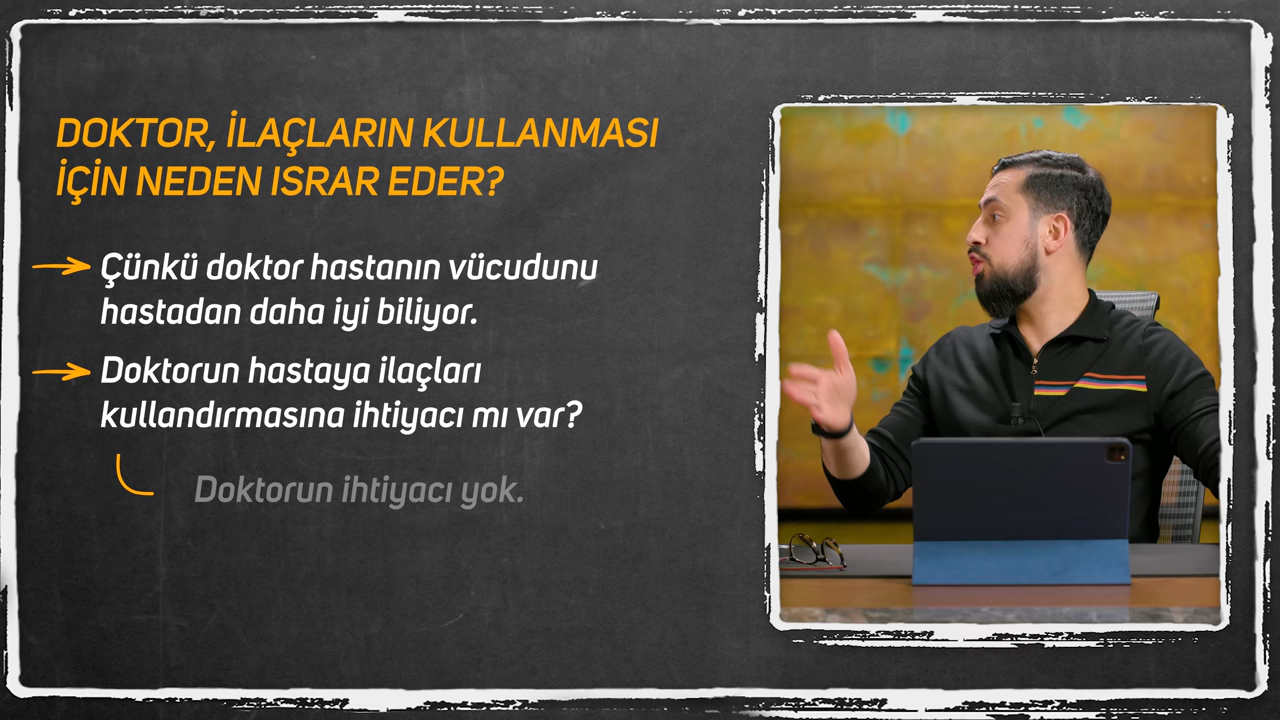 DOKTOR, İLAÇLARIN KULLANMASI
İÇİN NEDEN ISRAR EDER?
Çünkü doktor hastanın vücudunu
hastadan daha iyi biliyor.
Doktorun hastaya ilaçları
kullandırmasına ihtiyacı mı var?
Doktorun ihtiyacı yok.